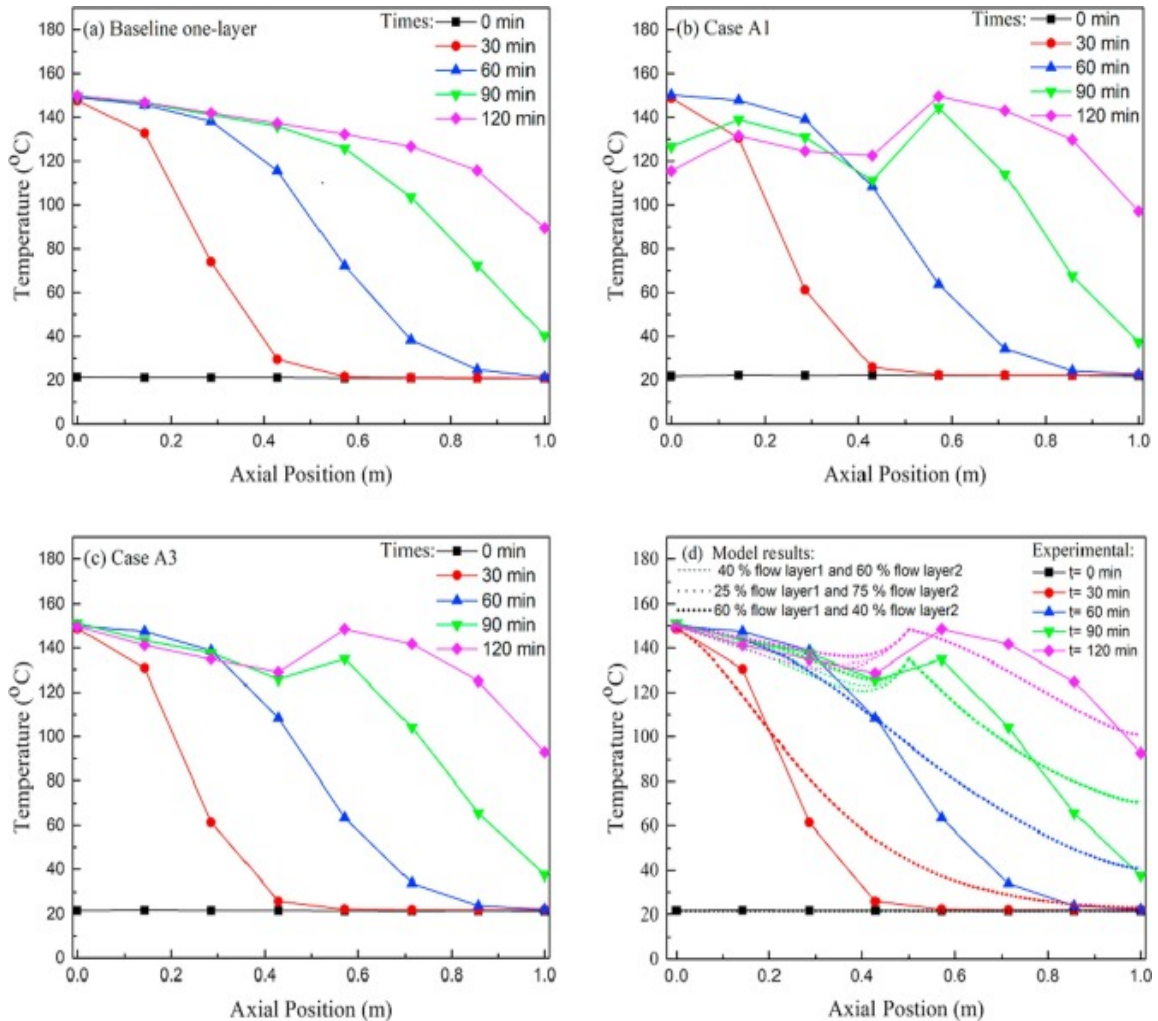 (a) Baseline one-layer
Times:
0 min
30 min
60 min
90 min
120 min
180
160
140
120
100
80
60
40
20
0
Temperature (°C)
0.0 0.2 0.4 0.6 0.8 1.0
Axial Position (m)
(b) Case A1
Times:
0 min
30 min
60 min
90 min
120 min
180
160
140
120
100
80
60
40
20
0
Temperature (°C)
0.0 0.2 0.4 0.6 0.8 1.0
Axial Position (m)
(c) Case A3
Times:
0 min
30 min
60 min
90 min
120 min
180
160
140
120
100
80
60
40
20
0
Temperature (°C)
0.0 0.2 0.4 0.6 0.8 1.0
Axial Position (m)
(d) Model results:
40 % flow layer1 and 60 % flow layer2
25 % flow layer1 and 75 % flow layer2
60 % flow layer1 and 40 % flow layer2
Experimental:
t= 0 min
t= 30 min
t= 60 min
t= 90 min
t= 120 min
180
160
140
120
100
80
60
40
20
0
Temperature (°C)
0.0 0.2 0.4 0.6 0.8 1.0
Axial Postion (m)